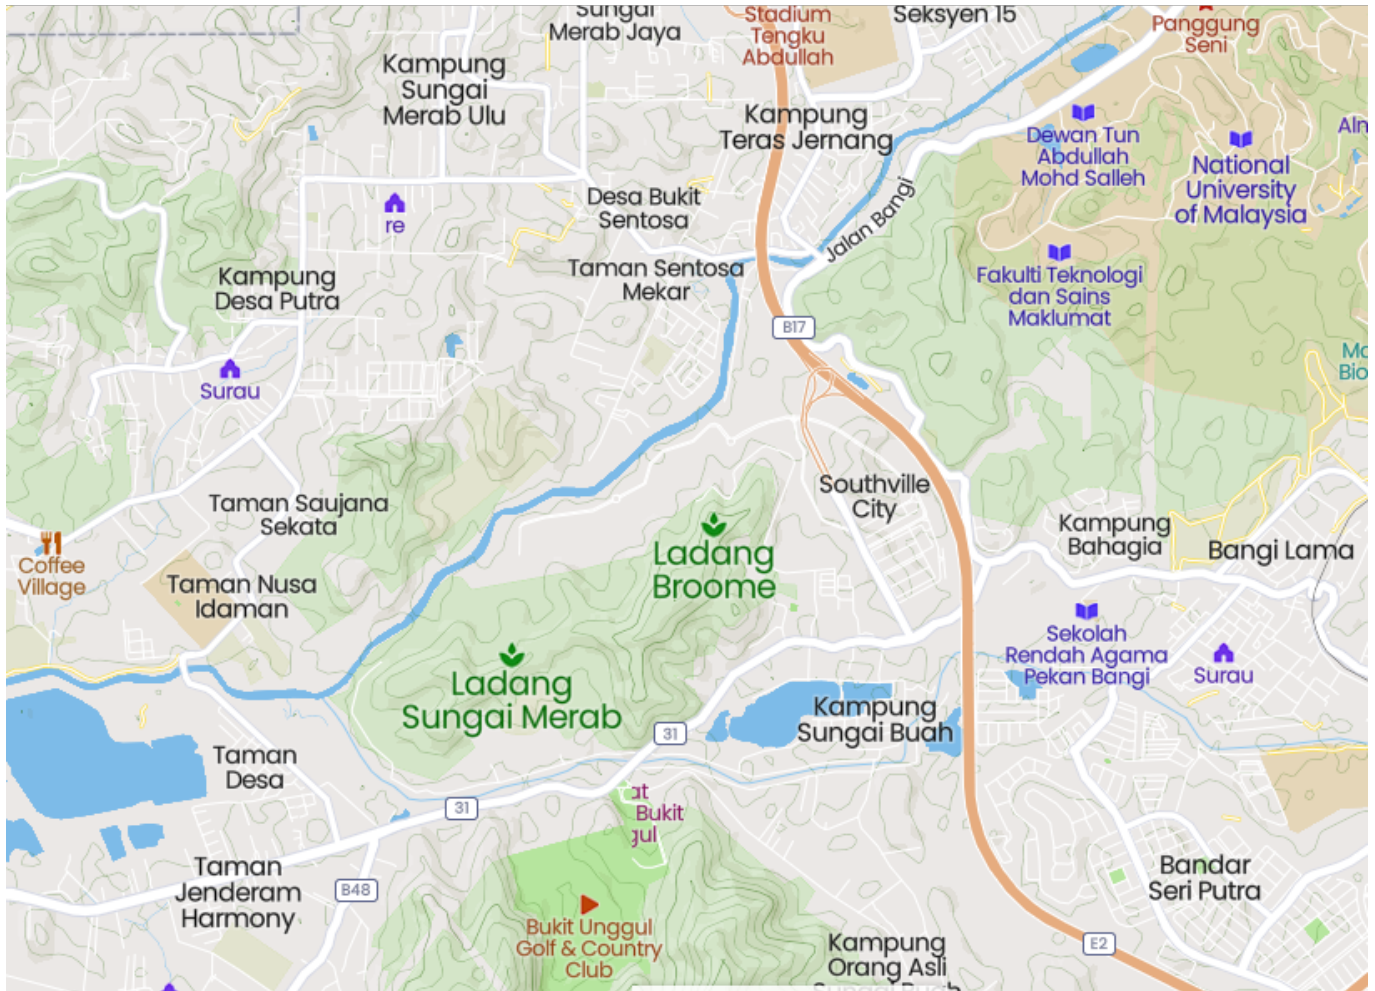 Sungai
Merab Jaya
Stadium
Tengku
Abdullah
Seksyen 15
Panggung
Seni
Kampung
Sungai
Merab Ulu
Kampung
Teras Jernang
Dewan Tun
Abdullah
Mohd Salleh
National
University
of Malaysia
re
Desa Bukit
Sentosa
Jalan Bangi
Kampung
Desa Putra
Taman Sentosa
Mekar
Fakulti Teknologi
dan Sains
Maklumat
B17
Surau
Southville
City
Taman Saujana
Sekata
Coffee
Village
Taman Nusa
Idaman
Ladang
Broome
Kampung
Bahagia
Bangi Lama
Sekolah
Rendah Agama
Pekan Bangi
Surau
Ladang
Sungai Merab
Kampung
Sungai Buah
31
Taman
Desa
31
at
Bukit
gul
Taman
Jenderam
Harmony
B48
Bandar
Seri Putra
Bukit Unggul
Golf & Country
Club
Kampung
Orang Asli
E2